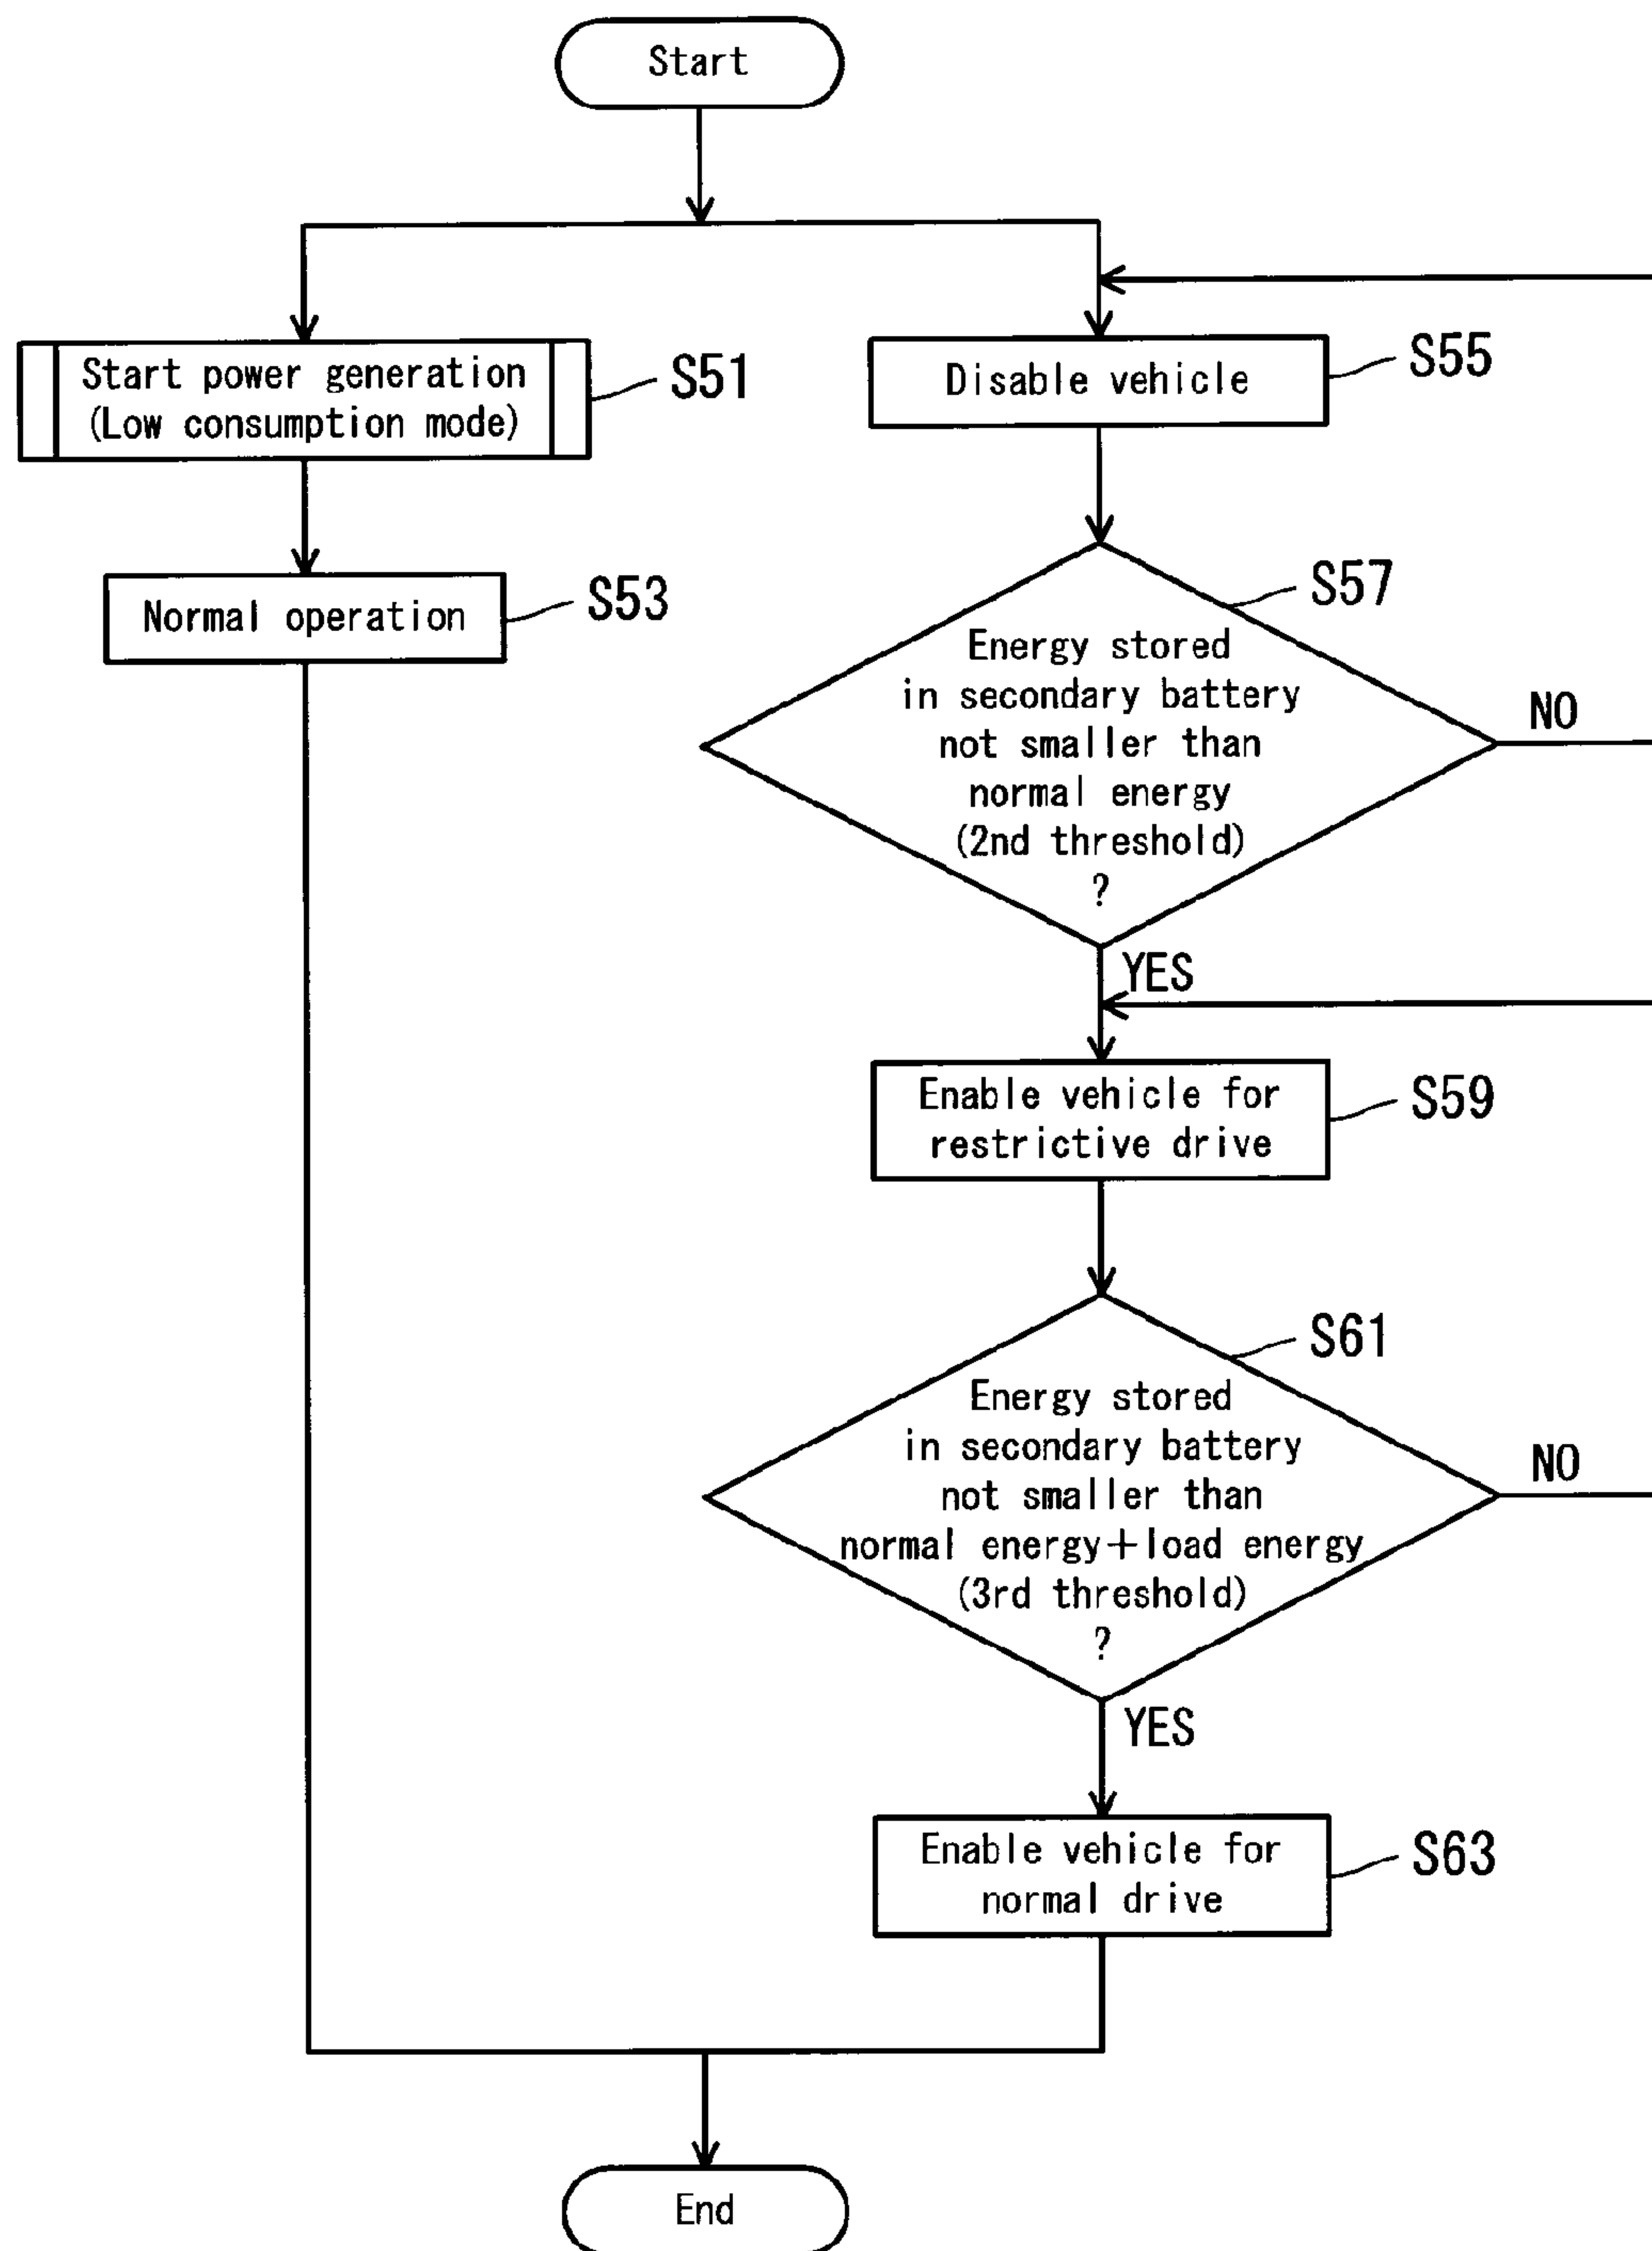 Start
Start power generation
(Low consumption mode)
S51
Normal operation
S53
Disable vehicle
S55
Energy stored
in secondary battery
not smaller than
normal energy
(2nd threshold)
?
S57
NO
YES
Enable vehicle for
restrictive drive
S59
Energy stored
in secondary battery
not smaller than
normal energy+load energy
(3rd threshold)
?
S61
NO
YES
Enable vehicle for
normal drive
S63
End